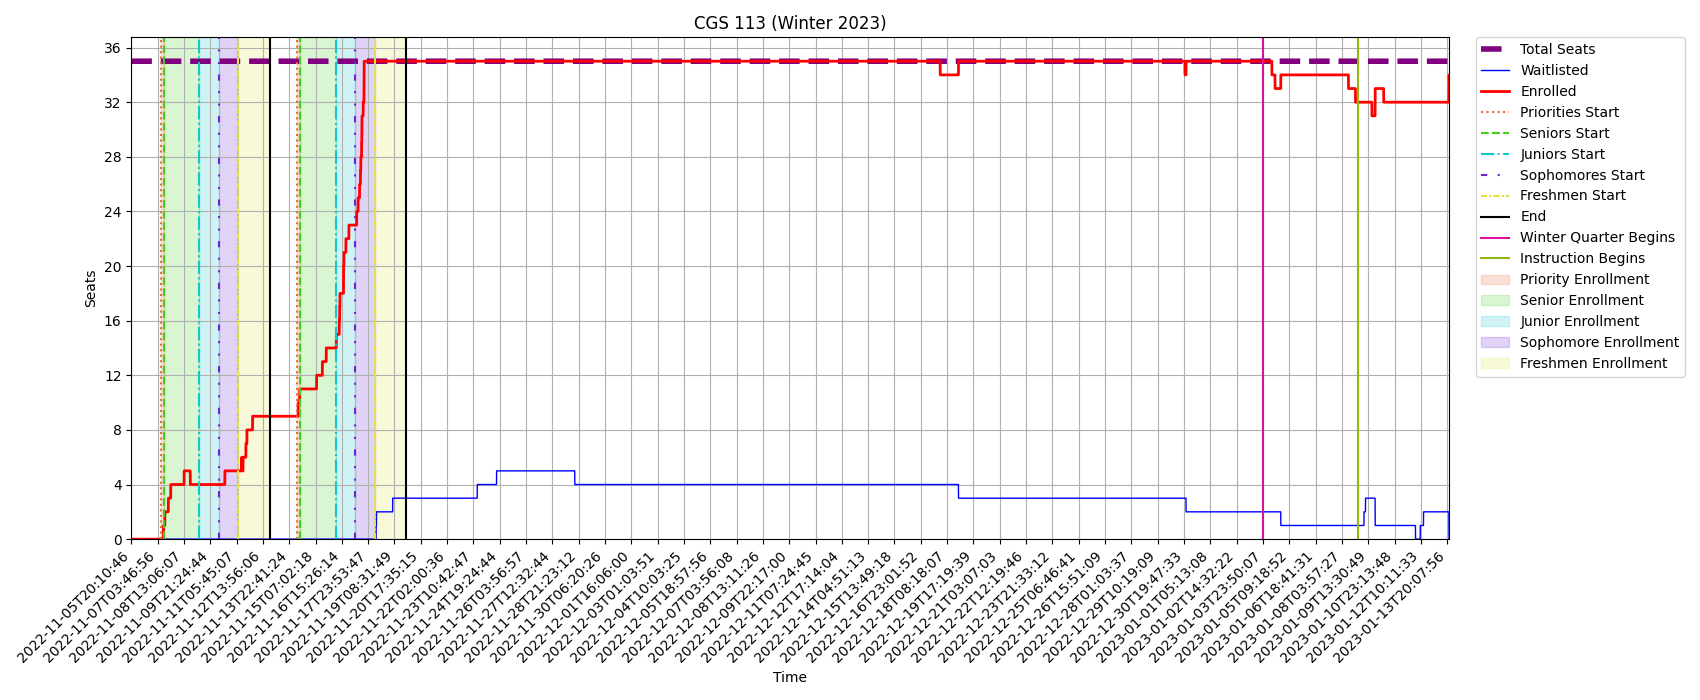 CGS 113 (Winter 2023)
Seats
36
32
28
24
20
16
12
8
4
0
2022-11-05T20:10:46
2022-11-07T03:46:56
2022-11-08T13:06:07
2022-11-09T21:24:44
2022-11-11T05:45:07
2022-11-12T13:56:06
2022-11-13T22:41:24
2022-11-15T07:02:18
2022-11-16T15:26:14
2022-11-17T23:53:47
2022-11-19T08:31:49
2022-11-20T17:35:15
2022-11-22T02:00:36
2022-11-23T10:42:47
2022-11-24T19:24:44
2022-11-26T03:56:57
2022-11-27T12:32:44
2022-11-28T21:23:12
2022-11-30T06:20:26
2022-12-01T16:06:00
2022-12-03T01:03:51
2022-12-04T10:03:25
2022-12-05T18:57:56
2022-12-07T03:56:08
2022-12-08T13:11:26
2022-12-09T22:17:00
2022-12-11T07:24:45
2022-12-12T17:14:04
2022-12-14T04:51:13
2022-12-15T13:49:18
2022-12-16T23:01:52
2022-12-18T08:18:07
2022-12-19T17:19:39
2022-12-21T03:07:03
2022-12-22T12:19:46
2022-12-23T21:33:12
2022-12-25T06:46:41
2022-12-26T15:51:09
2022-12-28T01:03:37
2022-12-29T10:19:09
2022-12-30T19:47:33
2023-01-01T05:13:08
2023-01-02T14:32:22
2023-01-03T23:50:07
2023-01-05T09:18:52
2023-01-06T18:41:31
2023-01-08T03:57:27
2023-01-09T13:30:49
2023-01-10T23:13:48
2023-01-12T10:11:33
2023-01-13T20:07:56
Time
Total Seats
Waitlisted
Enrolled
Priorities Start
Seniors Start
Juniors Start
Sophomores Start
Freshmen Start
End
Winter Quarter Begins
Instruction Begins
Priority Enrollment
Senior Enrollment
Junior Enrollment
Sophomore Enrollment
Freshmen Enrollment